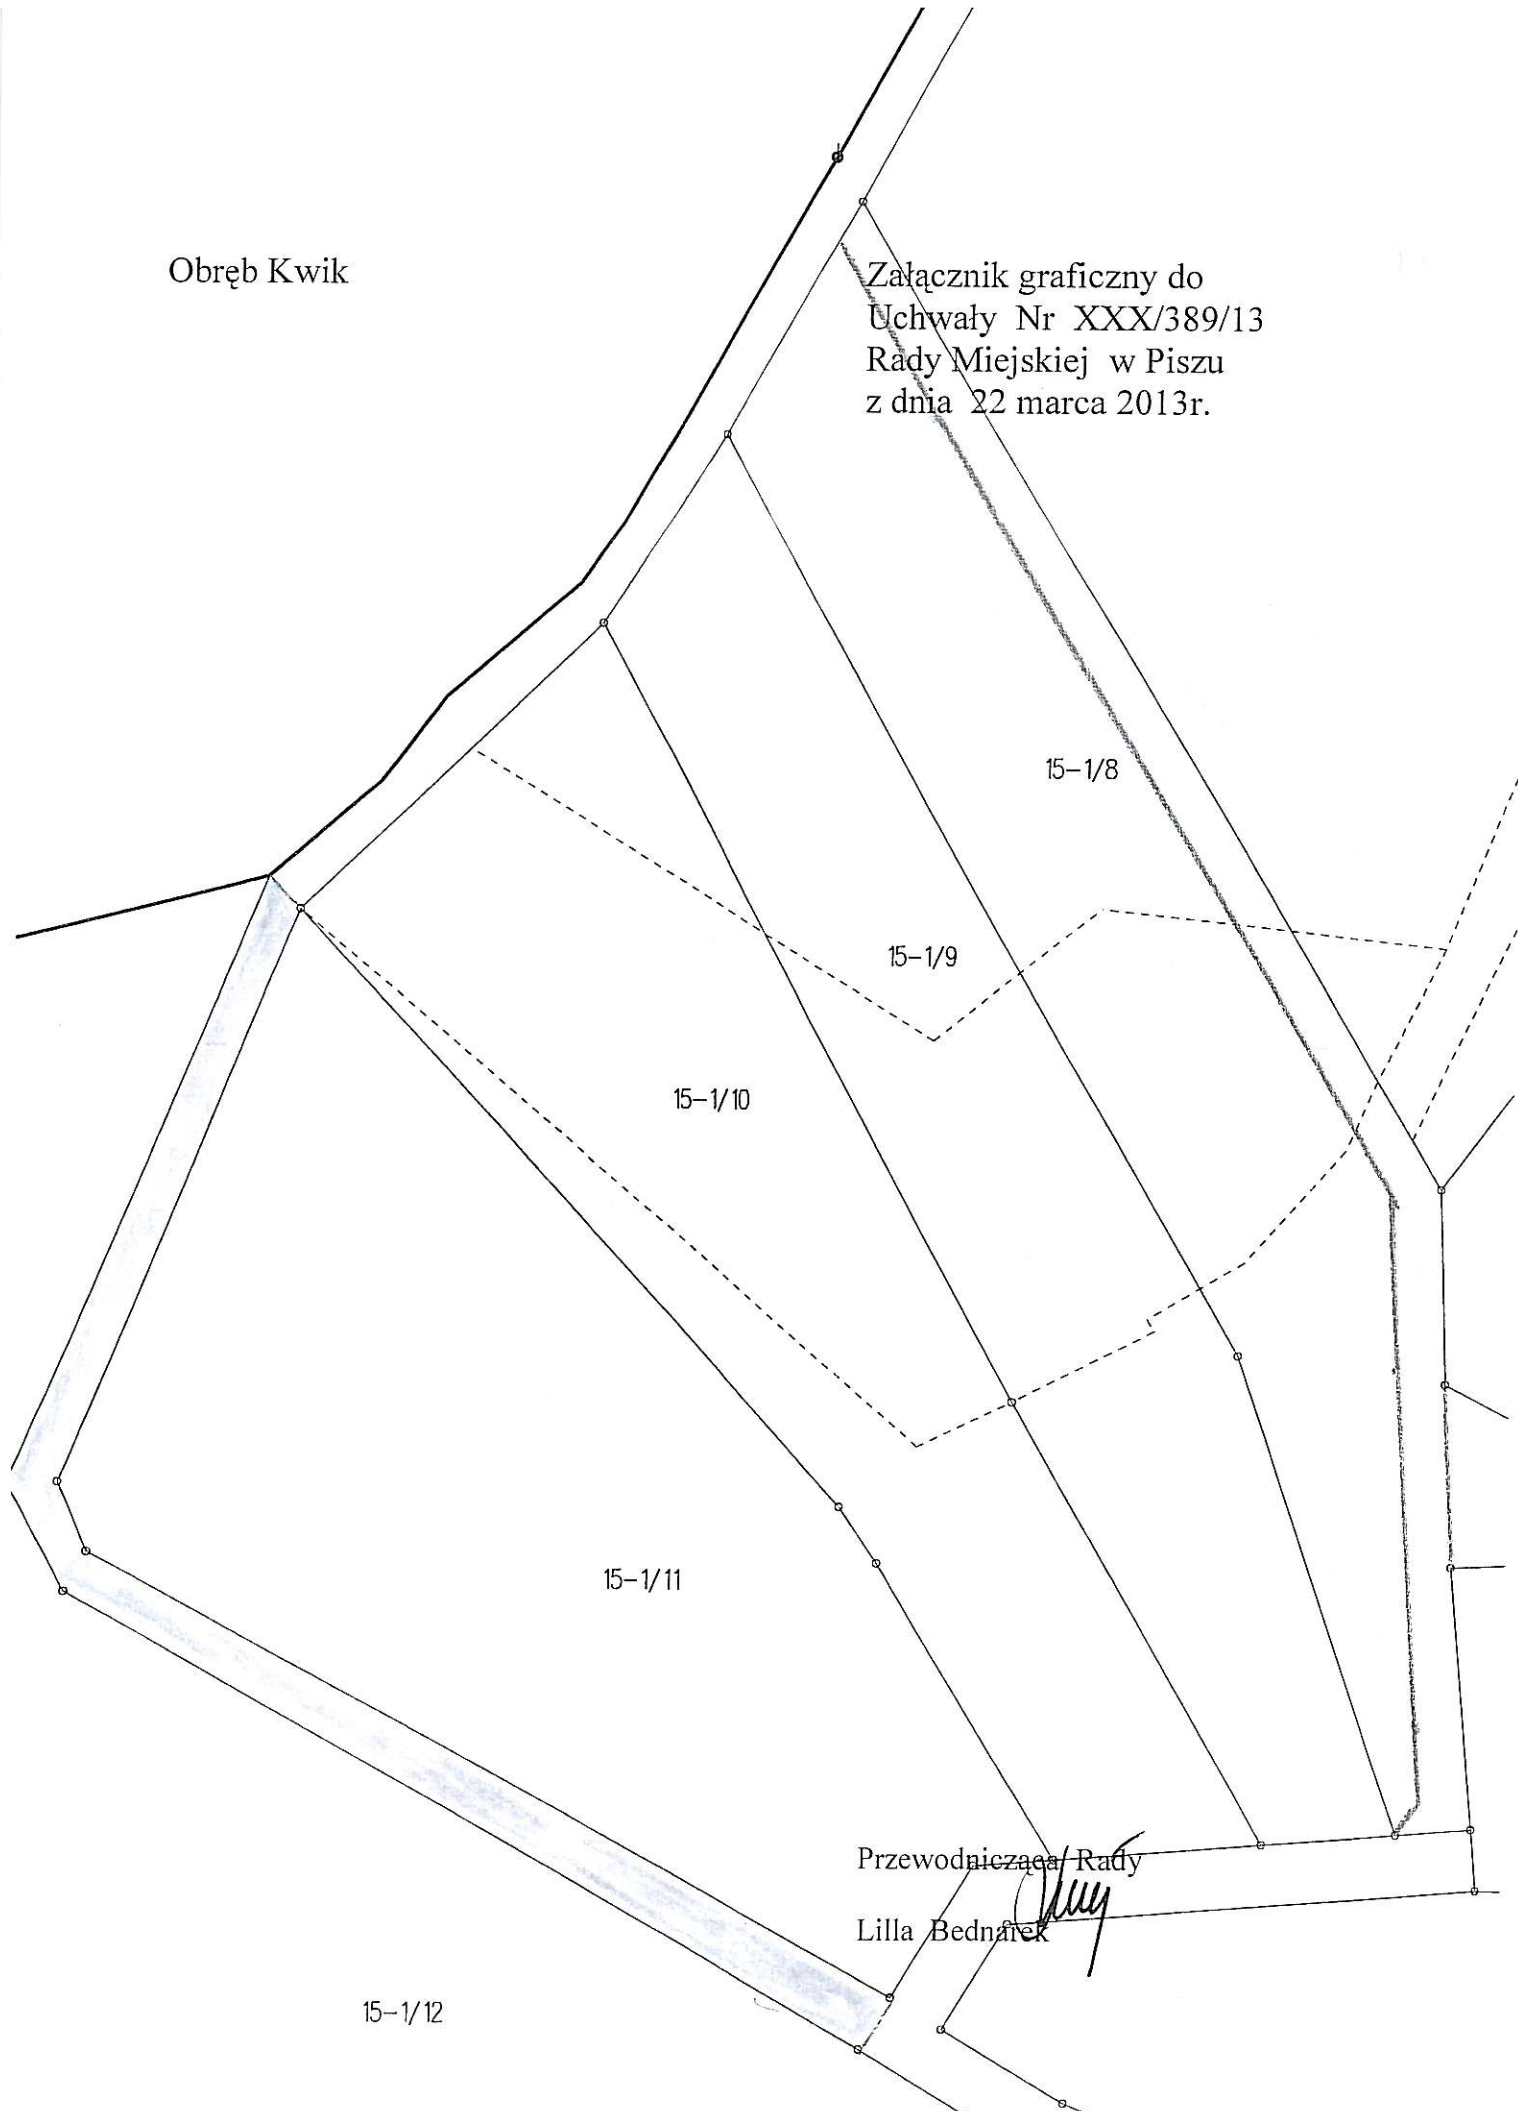 Obręb Kwik
Załącznik graficzny do
Uchwały Nr XXX/389/13
Rady Miejskiej w Piszu
z dnia 22 marca 2013r.
15-1/8
15-1/9
15-1/10
15-1/11
Przewodnicząca Rady
Lilla Bednarek
15-1/12